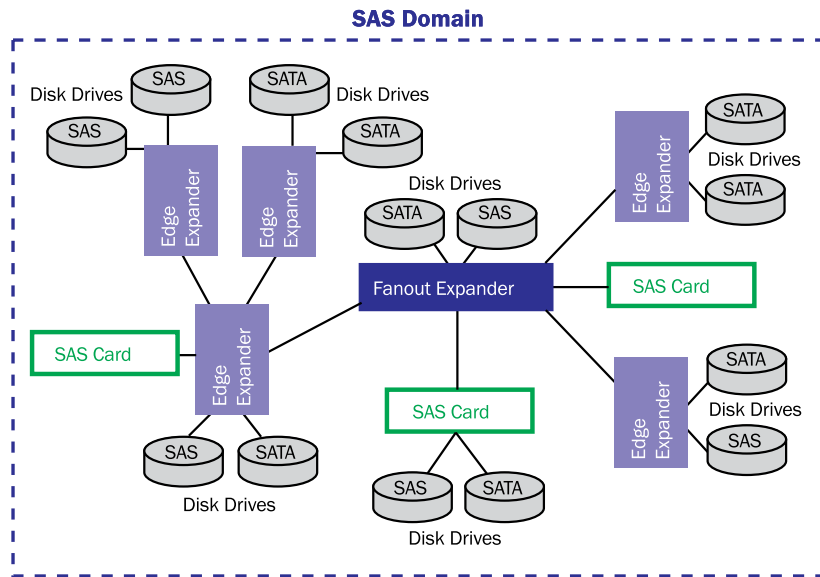 SAS Domain
SAS
SATA
Disk Drives
Disk Drives
SAS
SATA
Edge
Expander
Edge
Expander
SATA
Disk Drives
SATA
Edge
Expander
Disk Drives
SATA
SAS
Fanout Expander
SAS Card
SAS Card
Edge
Expander
SAS
SATA
Disk Drives
SAS Card
SAS
SATA
Disk Drives
Edge
Expander
SATA
Disk Drives
SAS